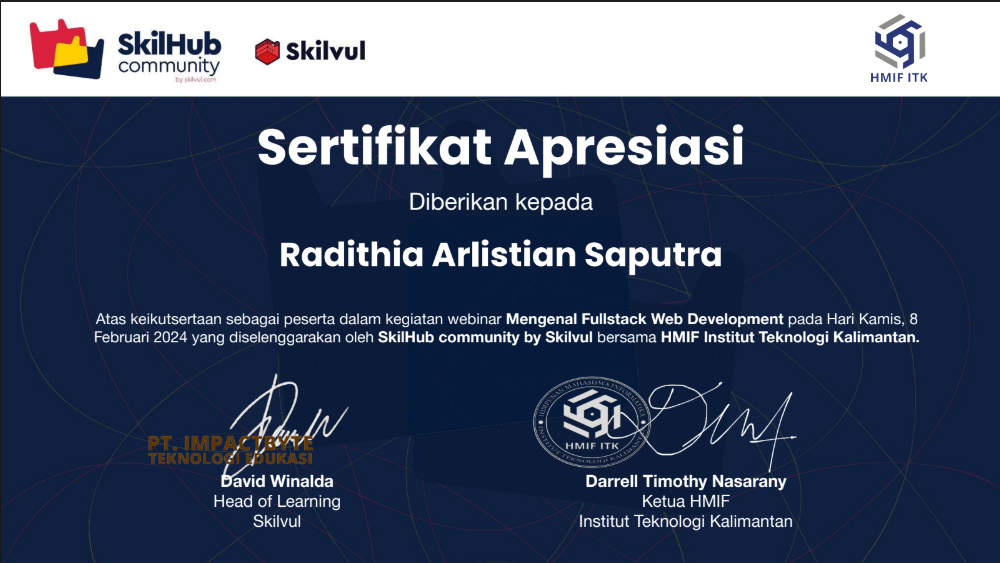 SkilHub
community
by skilvul.com
Skilvul
HMIF ITK
Sertifikat Apresiasi
Diberikan kepada
Radithia Arlistian Saputra
Atas keikutsertaan sebagai peserta dalam kegiatan webinar Mengenal Fullstack Web Development pada Hari Kamis, 8
Februari 2024 yang diselenggarakan oleh SkilHub community by Skilvul bersama HMIF Institut Teknologi Kalimantan.
PT. IMPACTBYTE
TEKNOLOGI EDUKASI
David Winalda
Head of Learning
Skilvul
HIMPUNAN MAHASISWA INFORMATIKA
HMIF ITK
INSTITUT TEKNOLOGI KALIMANTAN
Darrell Timothy Nasarany
Ketua HMIF
Institut Teknologi Kalimantan